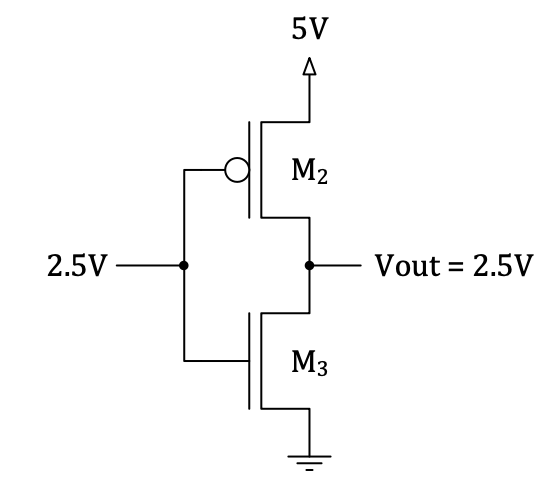 5V
M₂
2.5V
Vout = 2.5V
M₃